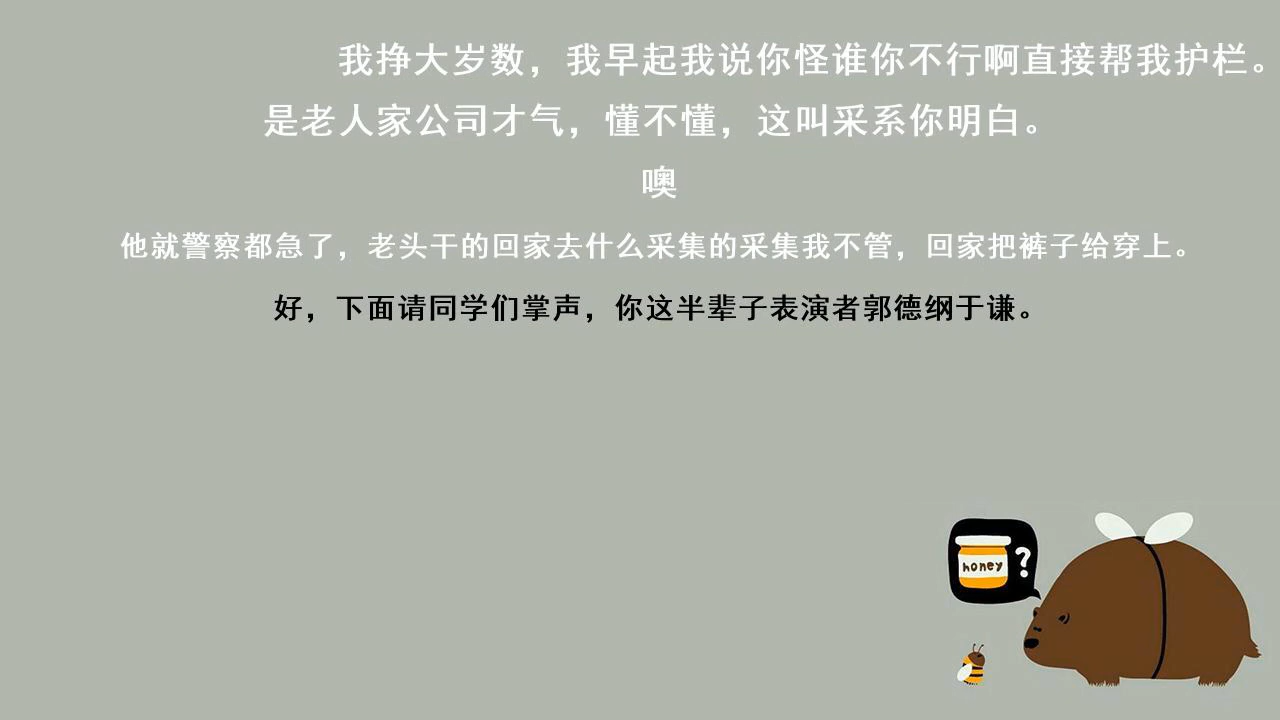 我挣大岁数，我早起我说你怪谁你不行啊直接帮我护栏。
是老人家公司才气，懂不懂，这叫采系你明白。
噢
他就警察都急了，老头干的回家去什么采集的采集我不管，回家把裤子给穿上。
好，下面请同学们掌声，你这半辈子表演者郭德纲于谦。
honey
?